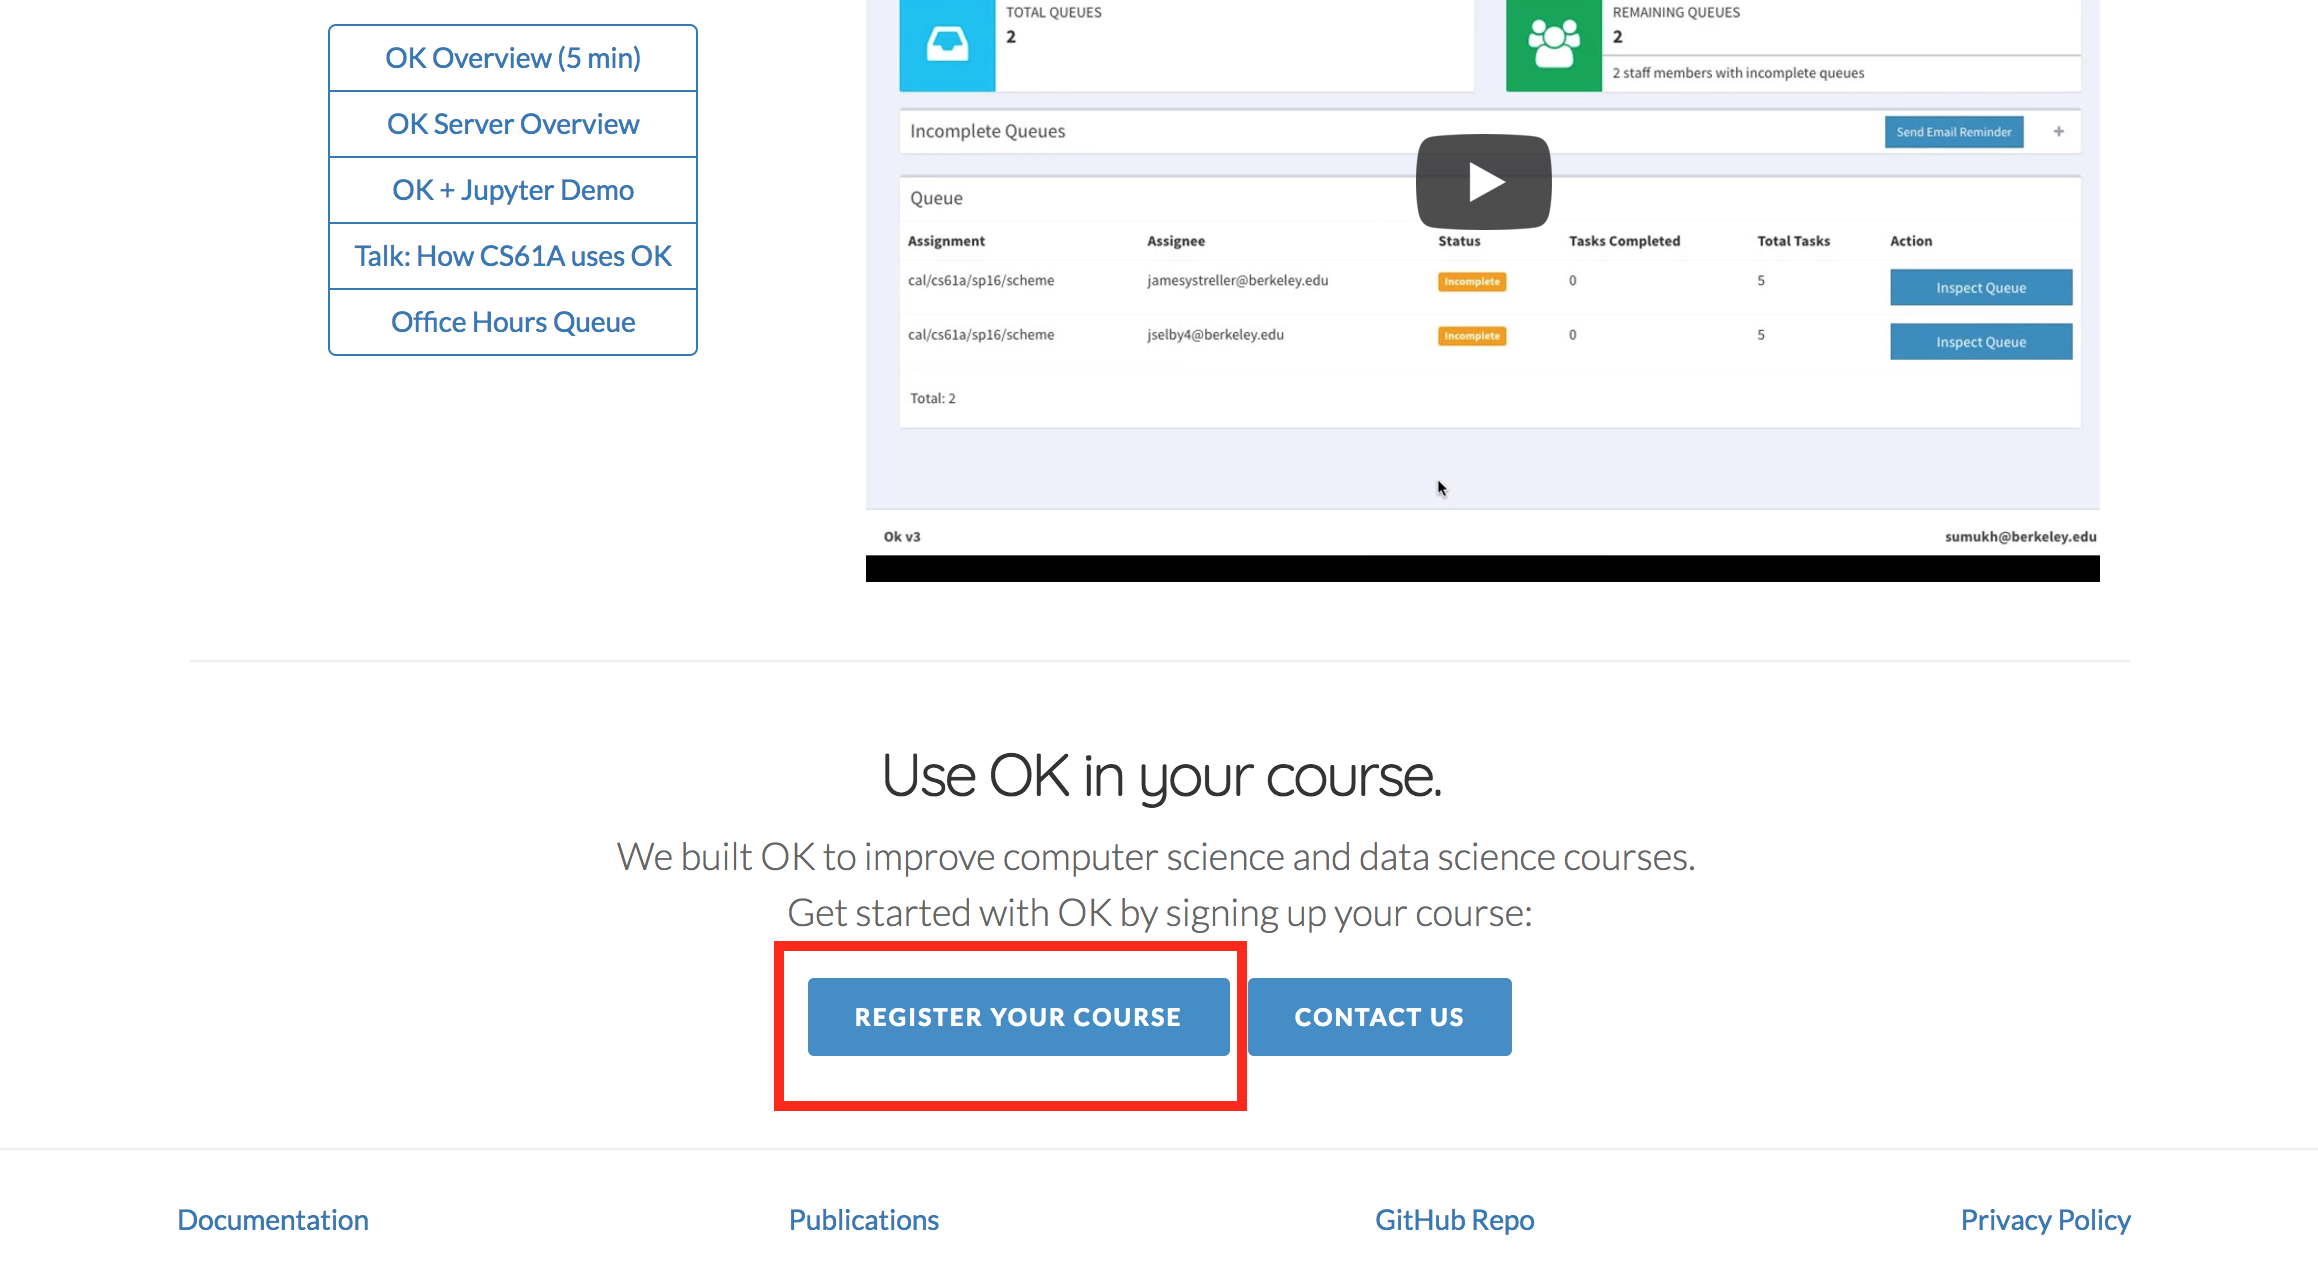 OK Overview (5 min)
OK Server Overview
OK + Jupyter Demo
Talk: How CS61A uses OK
Office Hours Queue
TOTAL QUEUES
2
REMAINING QUEUES
2
2 staff members with incomplete queues
Incomplete Queues
Send Email Reminder +
Queue
Assignment Assignee Status Tasks Completed Total Tasks Action
cal/cs61a/sp16/scheme jamesystreller@berkeley.edu Incomplete 0 5 Inspect Queue
cal/cs61a/sp16/scheme jselby4@berkeley.edu Incomplete 0 5 Inspect Queue
Total: 2
Ok v3 sumukh@berkeley.edu
Use OK in your course.
We built OK to improve computer science and data science courses.
Get started with OK by signing up your course:
REGISTER YOUR COURSE CONTACT US
Documentation Publications GitHub Repo Privacy Policy